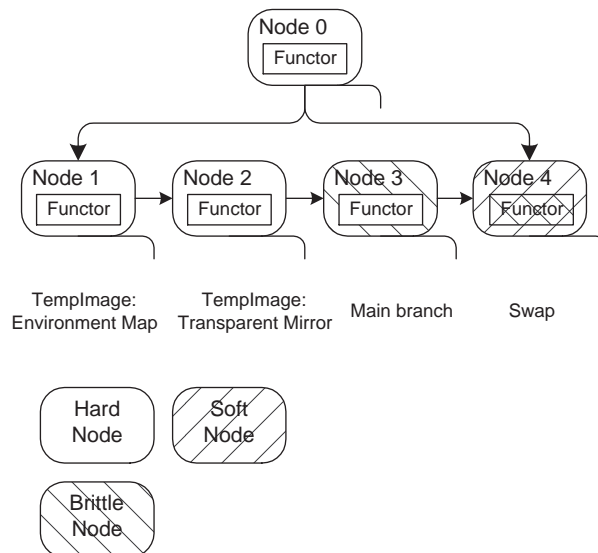 Node 0
Functor
Node 1
Functor
Node 2
Functor
Node 3
Functor
Node 4
Functor
TempImage:
Environment Map
TempImage:
Transparent Mirror
Main branch
Swap
Hard
Node
Soft
Node
Brittle
Node